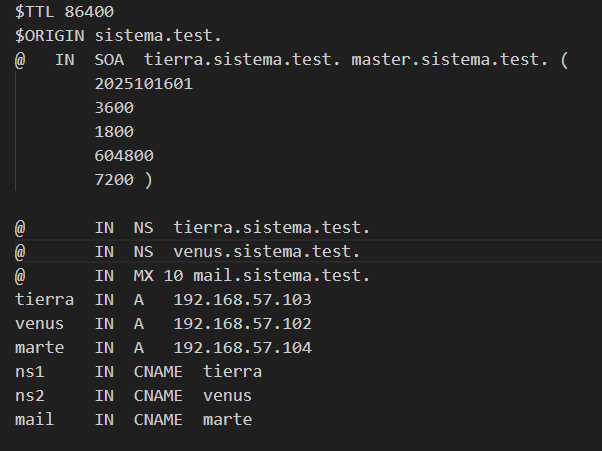 $TTL 86400
$ORIGIN sistema.test.
@ IN SOA tierra.sistema.test. master.sistema.test. (
2025101601
3600
1800
604800
7200 )
@ IN NS tierra.sistema.test.
@ IN NS venus.sistema.test.
@ IN MX 10 mail.sistema.test.
tierra IN A 192.168.57.103
venus IN A 192.168.57.102
marte IN A 192.168.57.104
ns1 IN CNAME tierra
ns2 IN CNAME venus
mail IN CNAME marte